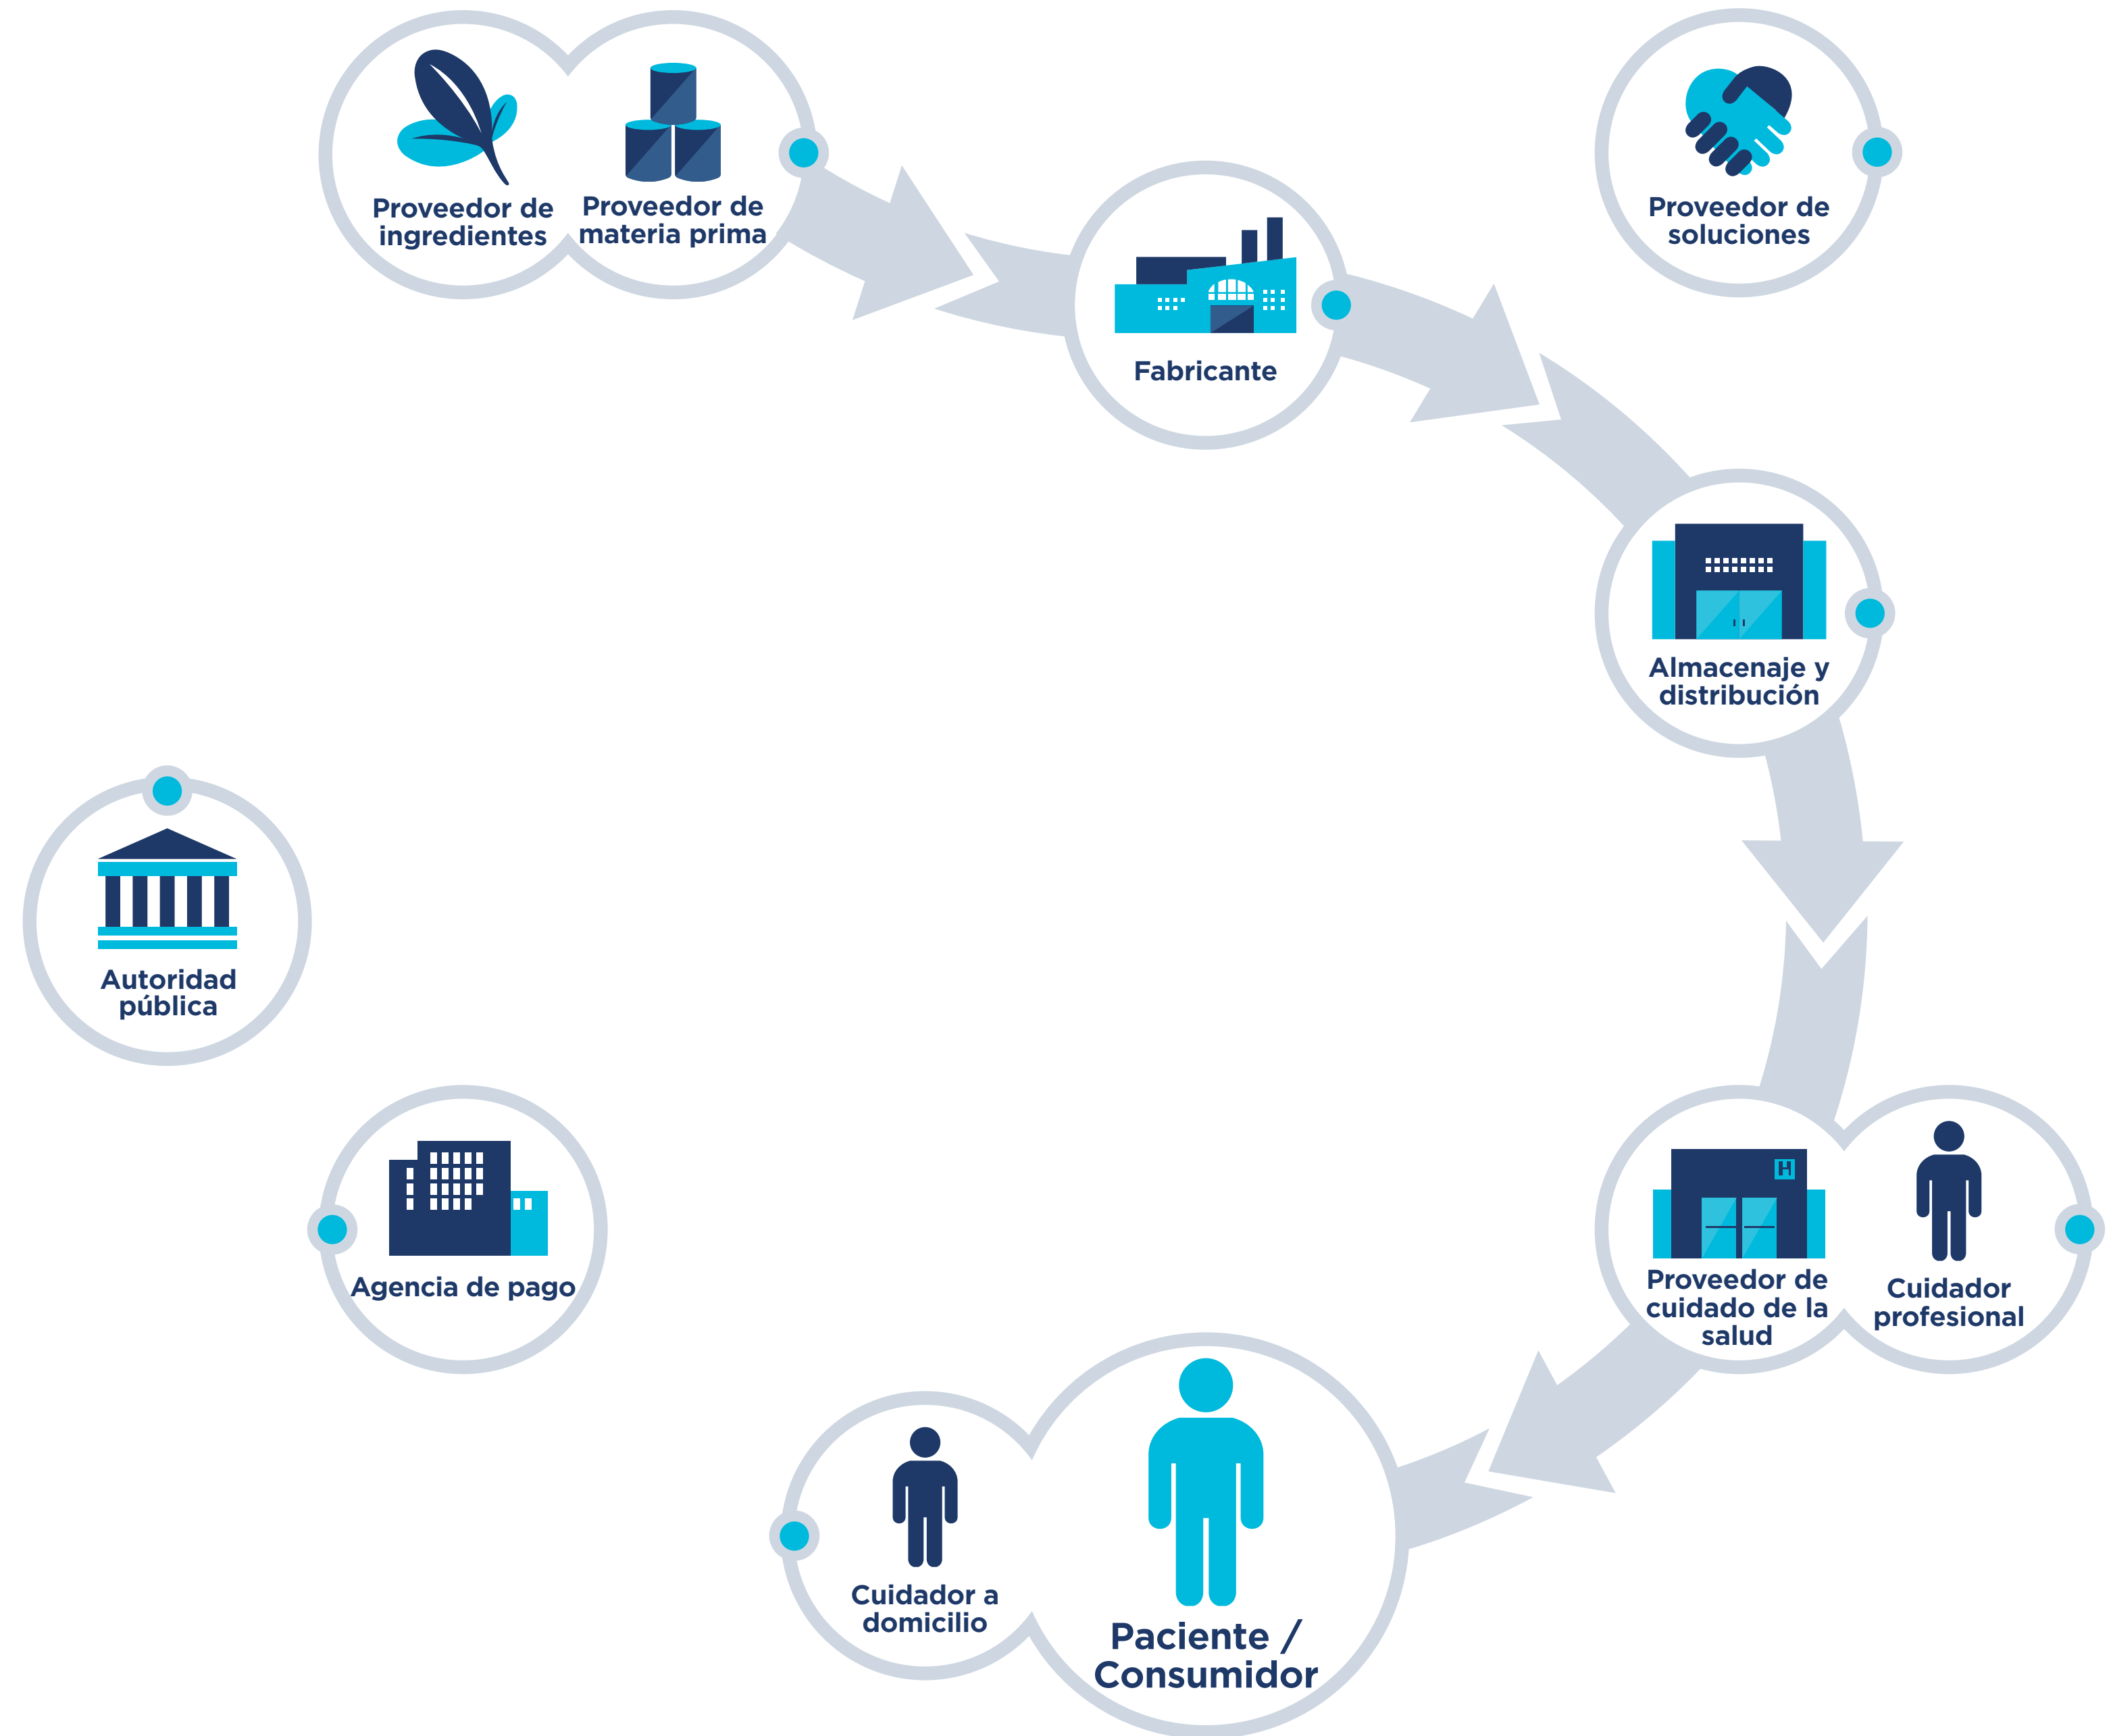 Proveedor de
ingredientes
Proveedor de
materia prima
Proveedor de
soluciones
Fabricante
Almacenaje y
distribución
Autoridad
pública
Agencia de pago
H
Proveedor de
cuidado de la
salud
Cuidador
profesional
Cuidador a
domicilio
Paciente /
Consumidor